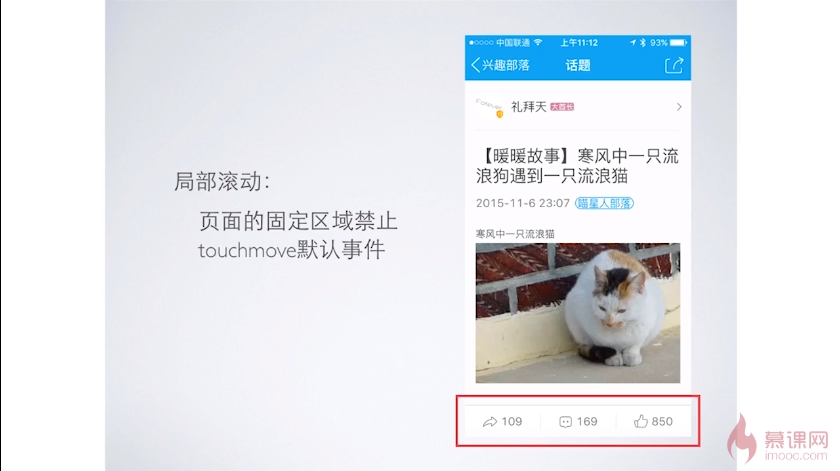 局部滚动：
页面的固定区域禁止
touchmove默认事件
中国联通
上午11:12
93%
兴趣部落
话题
礼拜天 大酋长
【暖暖故事】寒风中一只流
浪狗遇到一只流浪猫
2015-11-6 23:07 喵星人部落
寒风中一只流浪猫
109
169
850
慕课网
imooc.com